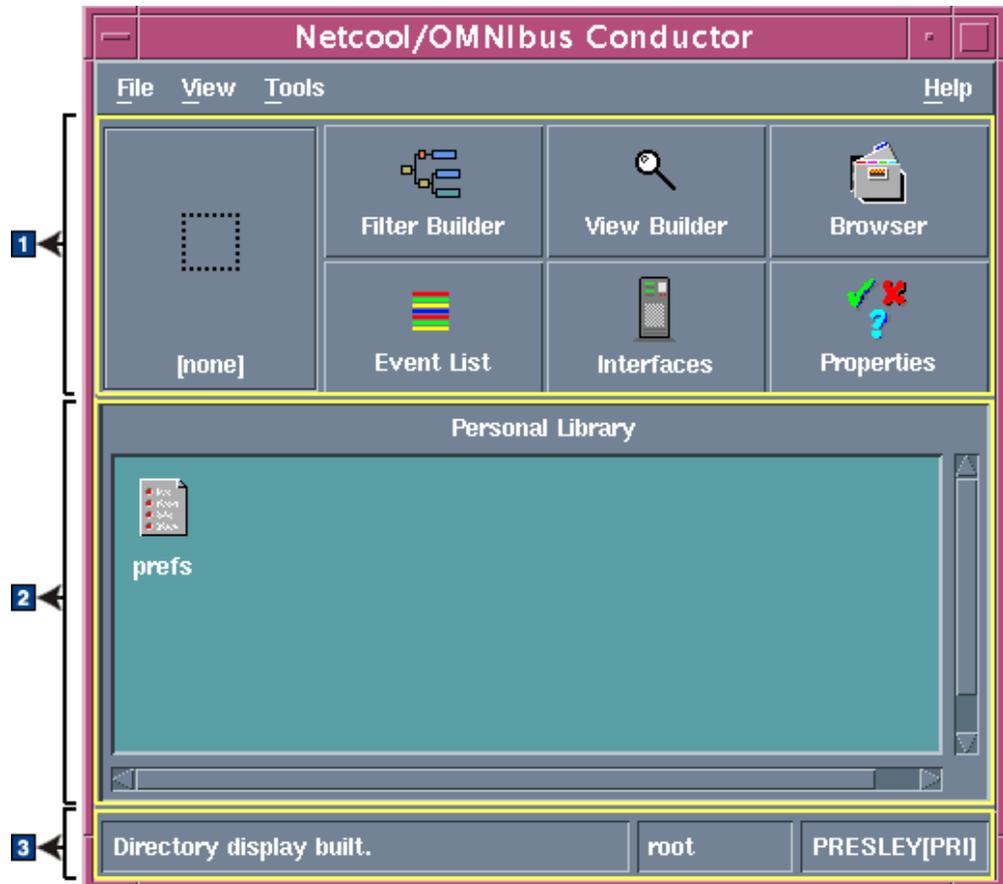 Netcool/OMNIbus Conductor
File View Tools Help
1
Filter Builder View Builder Browser
[none] Event List Interfaces Properties
Personal Library
prefs
2
3
Directory display built. root PRESLEY[PRI]